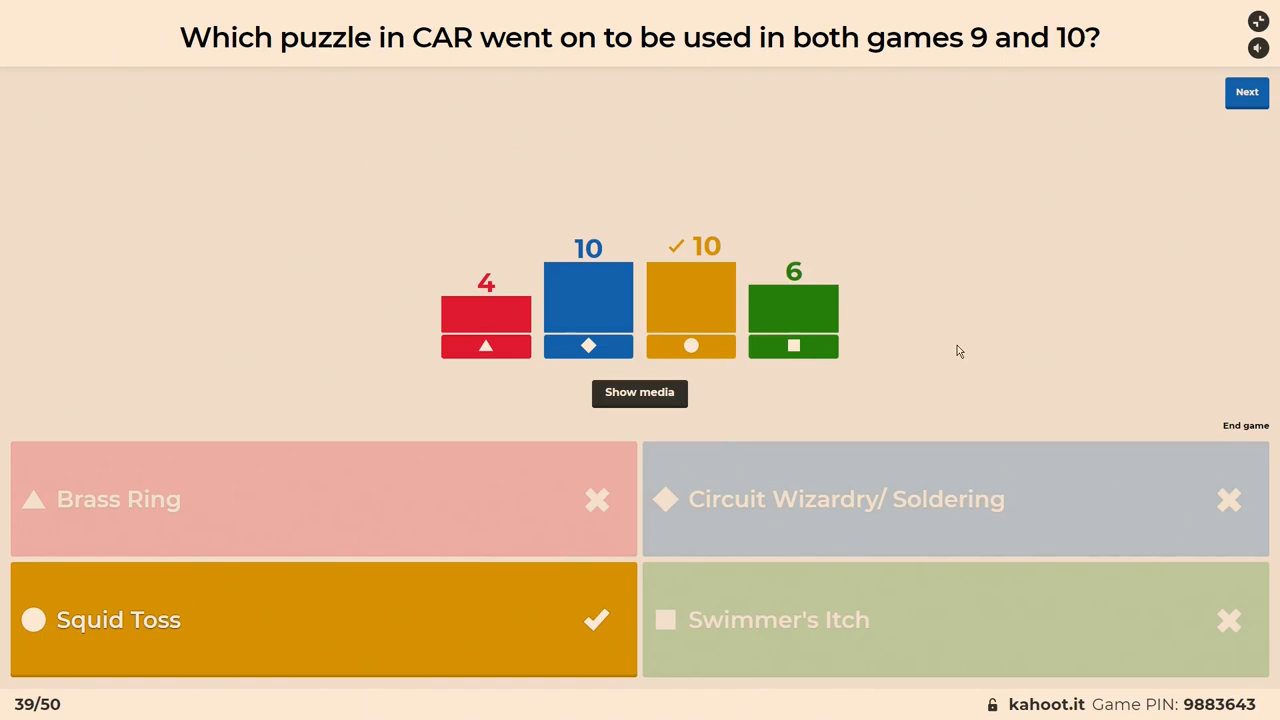 Which puzzle in CAR went on to be used in both games 9 and 10?
Next
4
10
10
6
Show media
End game
Brass Ring
Circuit Wizardry/ Soldering
Squid Toss
Swimmer's Itch
39/50
kahoot.it Game PIN: 9883643